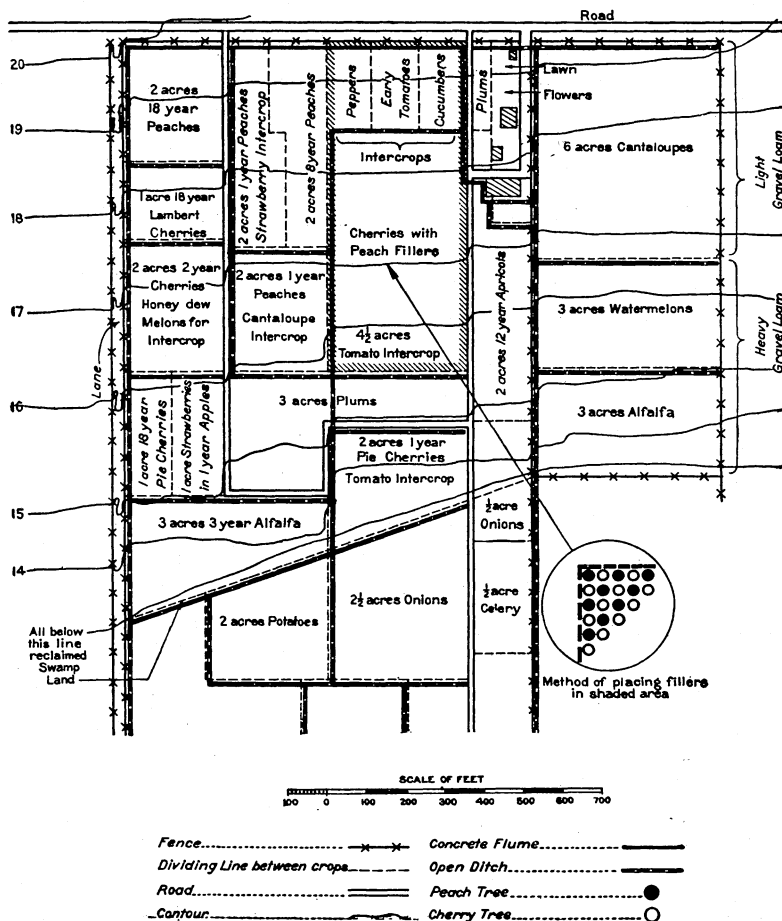 Road
20
19
18
17
16
15
14
Lane
2 acres
18 year
Peaches
1 acre 18 year
Lambert
Cherries
2 acres 2 year
Cherries
Honey dew
Melons for
Intercrop
1 acre 18 year
Pie Cherries
1 acre Strawberries
in 1 year Apples
2 acres 1 year Peaches
Strawberry Intercrop
2 acres 8 year Peaches
2 acres 1 year
Peaches
Cantaloupe
Intercrop
Peppers
Early
Tomatoes
Cucumbers
Intercrops
Cherries with
Peach Fillers
4½ acres
Tomato Intercrop
Plums
Lawn
Flowers
2 acres 12 year Apricots
6 acres Cantaloupes
Light
Gravel Loam
3 acres Watermelons
Heavy
Gravel Loam
3 acres Alfalfa
3 acres Plums
2 acres 1 year
Pie Cherries
Tomato Intercrop
3 acres 3 year Alfalfa
½ acre
Onions
½ acre
Celery
2½ acres Onions
2 acres Potatoes
All below
this line
reclaimed
Swamp
Land
Method of placing fillers
in shaded area
SCALE OF FEET
100 0 100 200 300 400 500 600 700
Fence
Concrete Flume
Dividing Line between crops
Open Ditch
Road
Peach Tree
Contour
Cherry Tree